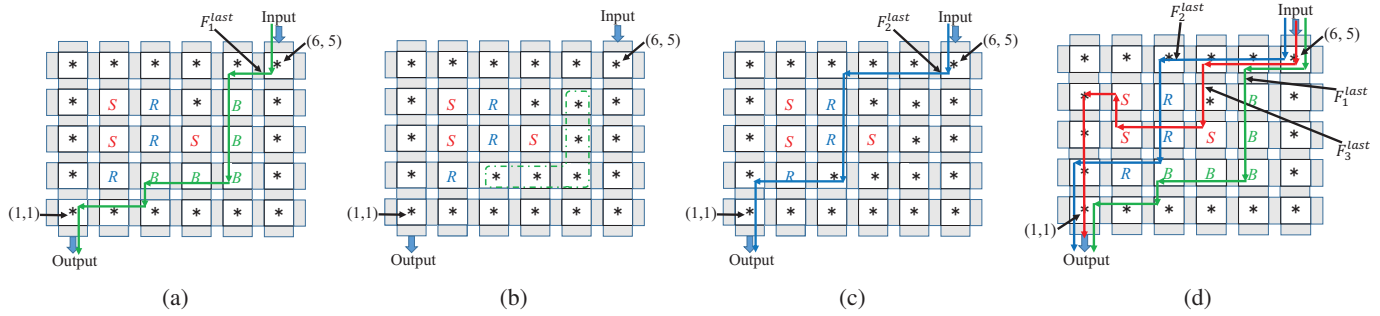 F_1^{last} Input
(6, 5)
* * * * * *
* S R * B *
* S R S B *
* R B B B *
(1,1) * * * * * *
Output
(a)
Input
(6, 5)
* * * * * *
* S R * * *
* S R S * *
* R * * * *
(1,1) * * * * * *
Output
(b)
F_2^{last} Input
(6, 5)
* * * * * *
* S R * * *
* S R S * *
* R * * * *
(1,1) * * * * * *
Output
(c)
F_2^{last} Input
(6, 5)
* * * * * *
* S R * B *
F_1^{last}
* S R S B *
F_3^{last}
* R B B B *
* * * * * *
(1,1)
Output
(d)